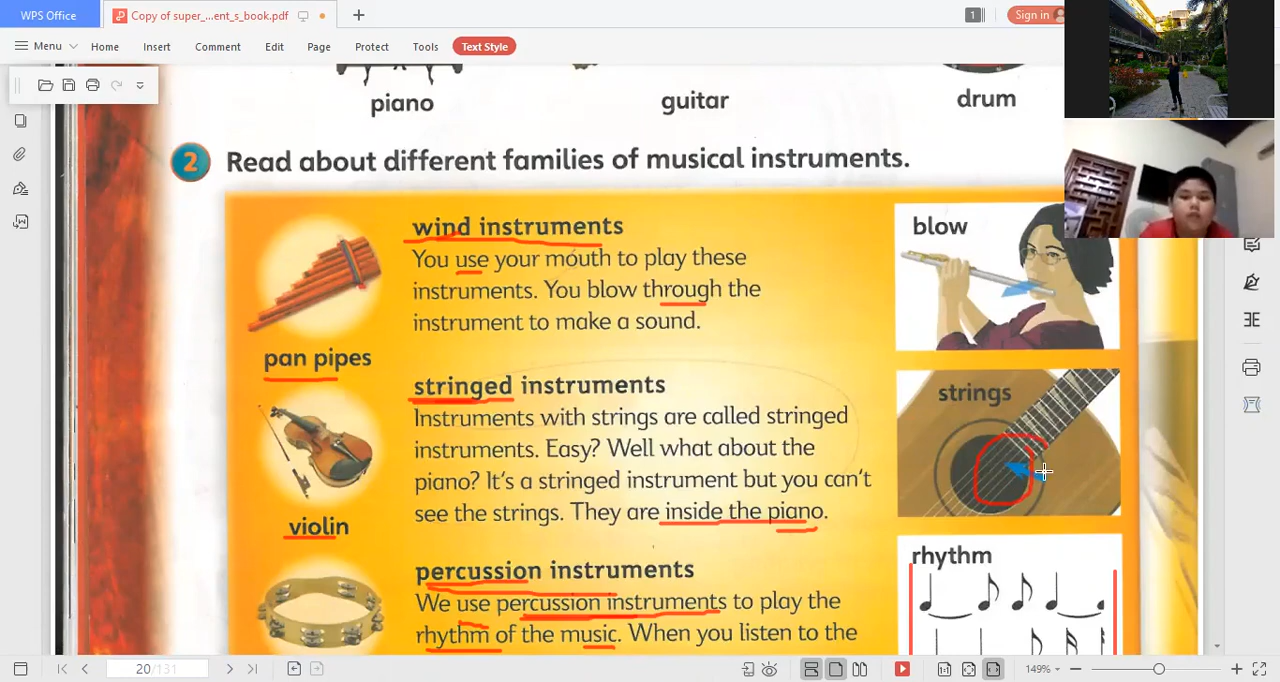 WPS Office
Copy of super_...ent_s_book.pdf
1
Sign in
Menu
Home
Insert
Comment
Edit
Page
Protect
Tools
Text Style
piano
guitar
drum
2 Read about different families of musical instruments.
wind instruments
You use your mouth to play these
instruments. You blow through the
instrument to make a sound.
pan pipes
blow
stringed instruments
Instruments with strings are called stringed
instruments. Easy? Well what about the
piano? It's a stringed instrument but you can't
see the strings. They are inside the piano.
violin
strings
percussion instruments
We use percussion instruments to play the
rhythm of the music. When you listen to the
rhythm
20/131
149%